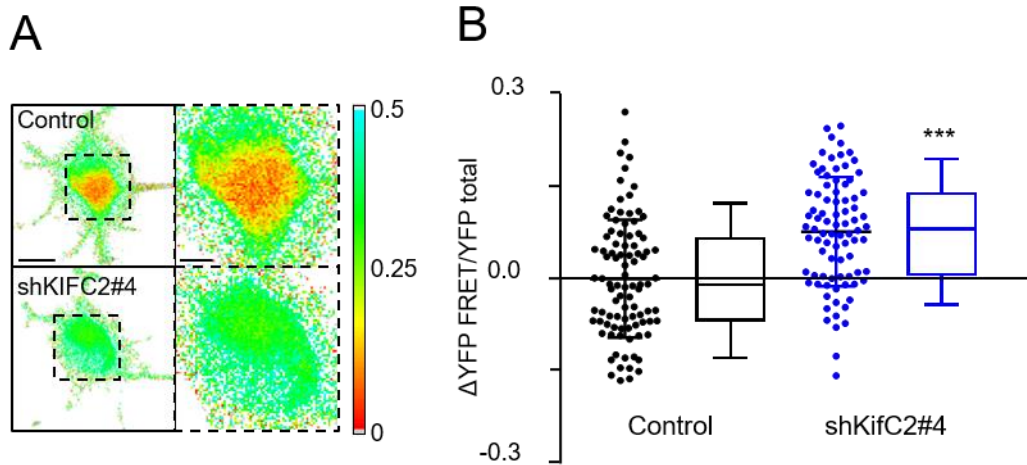 A
Control
shKIFC2#4
0.5
0.25
0
B
ΔYFP FRET/YFP total
0.3
0.0
-0.3
***
Control
shKifC2#4